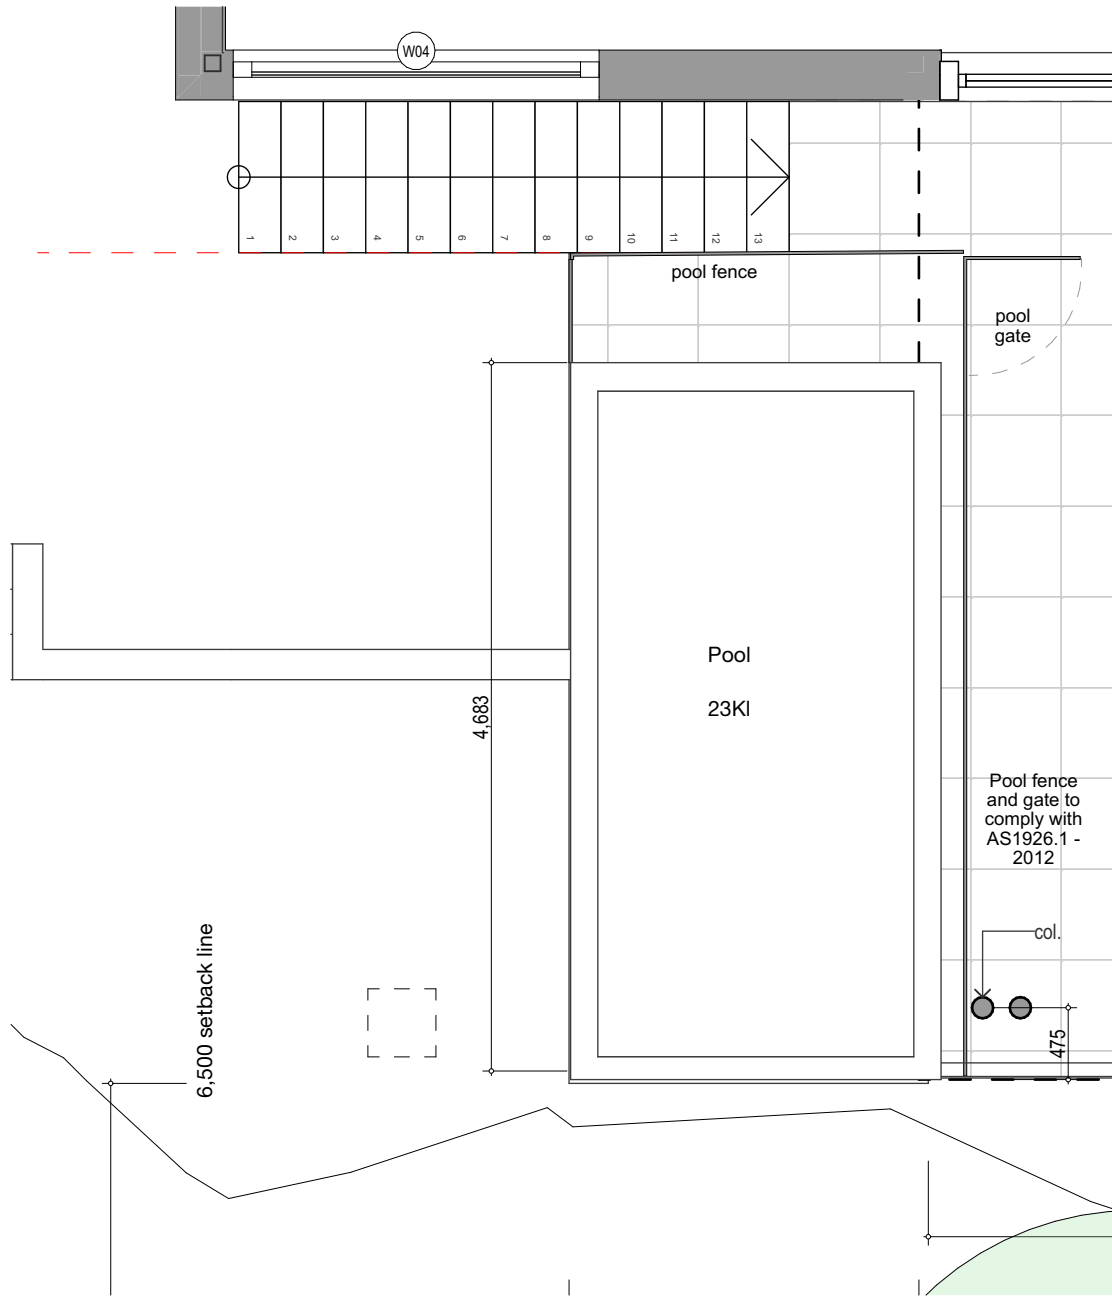 W04
1
2
3
4
5
6
7
8
9
10
11
12
13
pool fence
pool
gate
Pool
23Kl
4,683
Pool fence
and gate to
comply with
AS1926.1 -
2012
col.
475
6,500 setback line